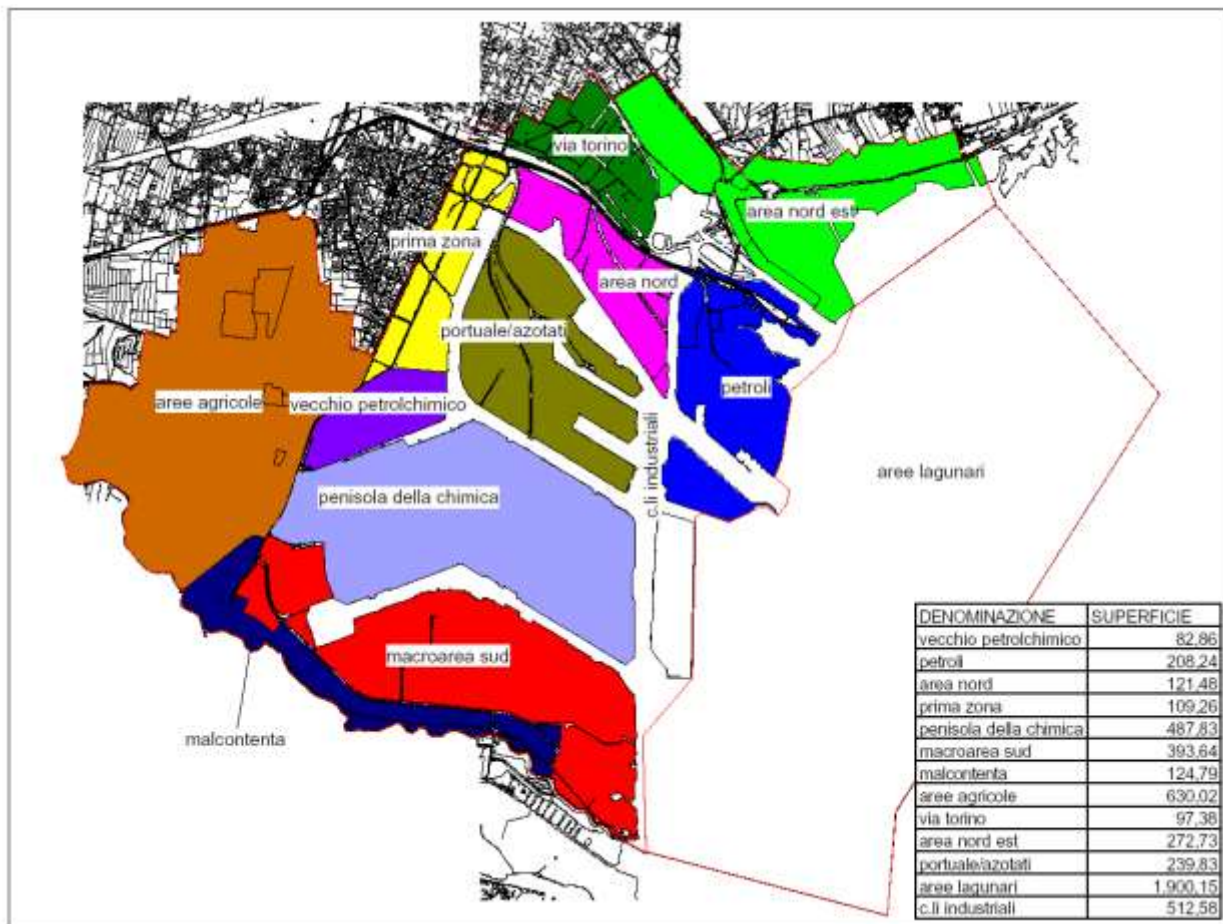 via torino
area nord est
prima zona
area nord
portuale/azotati
petroli
aree agricole
vecchio petrolchimico
c.li industriali
aree lagunari
penisola della chimica
macroarea sud
malcontenta
DENOMINAZIONE SUPERFICIE
vecchio petrolchimico 82,86
petroli 208,24
area nord 121,48
prima zona 109,26
penisola della chimica 487,83
macroarea sud 393,64
malcontenta 124,79
aree agricole 630,02
via torino 97,38
area nord est 272,73
portuale/azotati 239,83
aree lagunari 1.900,15
c.li industriali 512,58